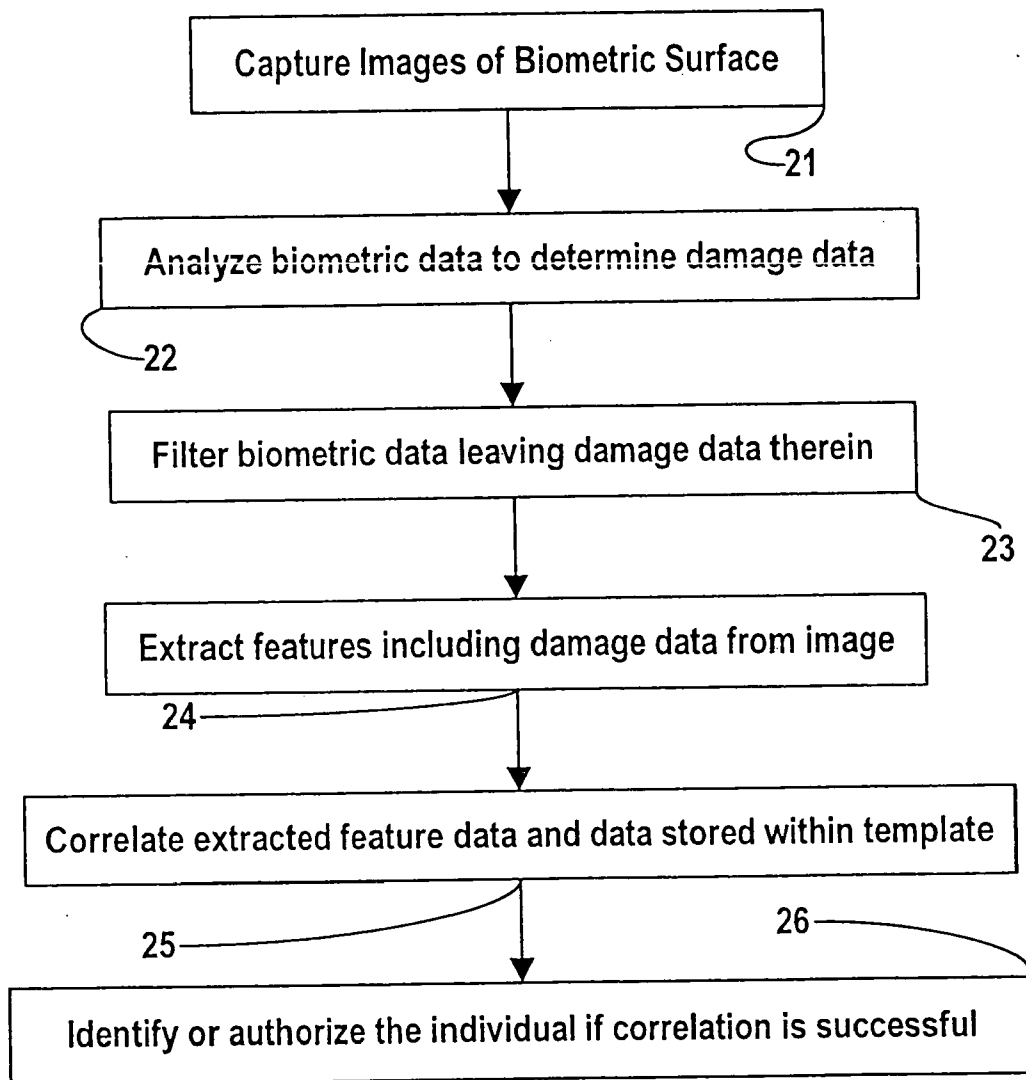 Capture Images of Biometric Surface
21
Analyze biometric data to determine damage data
22
Filter biometric data leaving damage data therein
23
Extract features including damage data from image
24
Correlate extracted feature data and data stored within template
25
26
Identify or authorize the individual if correlation is successful